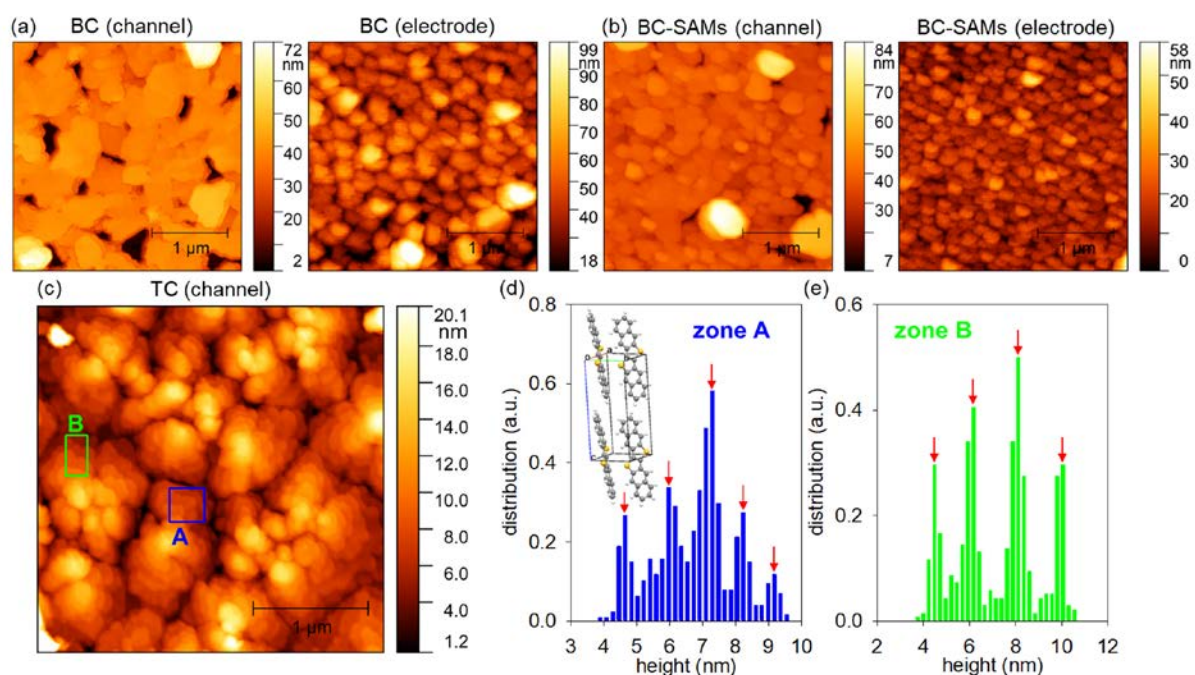 (a) BC (channel)
BC (electrode)
(b) BC-SAMs (channel)
BC-SAMs (electrode)
72
nm
60
50
40
30
20
2
1 µm
99
nm
90
80
70
60
50
40
18
1 µm
84
nm
70
60
50
40
30
7
1 µm
58
nm
50
40
30
20
10
0
1 µm
(c) TC (channel)
B
A
1 µm
20.1
nm
18.0
16.0
14.0
12.0
10.0
8.0
6.0
4.0
1.2
(d)
zone A
distribution (a.u.)
0.8
0.6
0.4
0.2
0.0
3 4 5 6 7 8 9 10
height (nm)
(e)
zone B
distribution (a.u.)
0.6
0.4
0.2
0.0
2 4 6 8 10 12
height (nm)